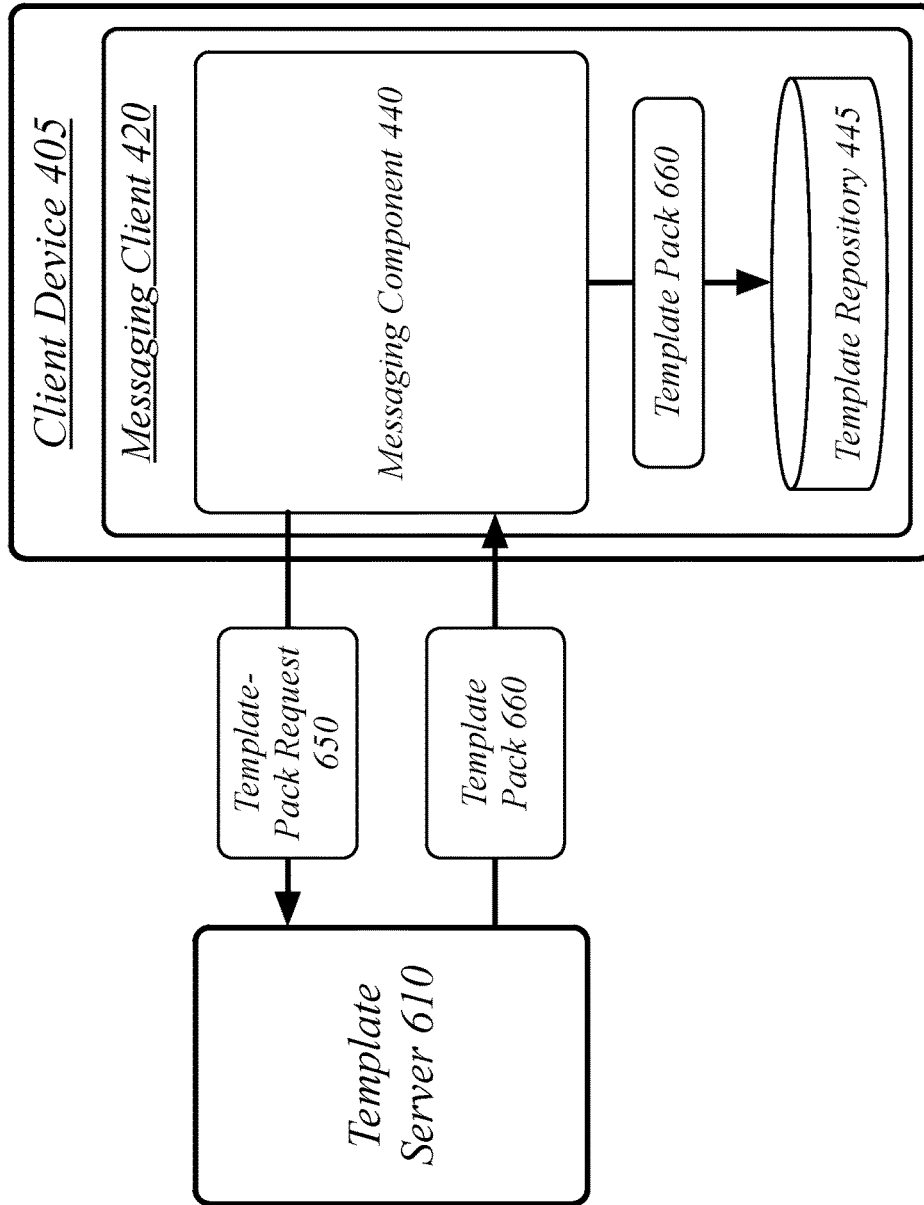 Client Device 405
Messaging Client 420
Messaging Component 440
Template Pack 660
Template Repository 445
Template-
Pack Request
650
Template
Pack 660
Template
Server 610